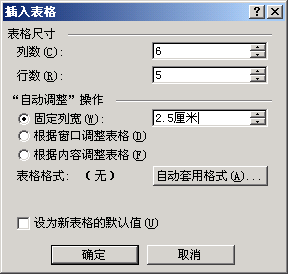 插入表格
表格尺寸
列数(C): 6
行数(R): 5
“自动调整”操作
固定列宽(W): 2.5厘米
根据窗口调整表格(D)
根据内容调整表格(F)
表格格式: （无） 自动套用格式(A)...
设为新表格的默认值(U)
确定 取消